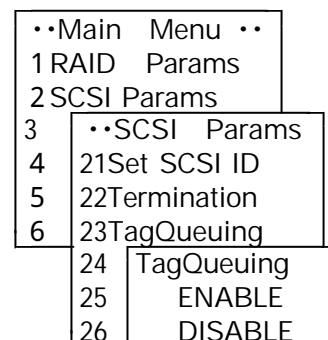 ··Main Menu ··
1 RAID Params
2 SCSI Params
3 ··SCSI Params
4 21Set SCSI ID
5 22Termination
6 23TagQueuing
24 TagQueuing
25 ENABLE
26 DISABLE